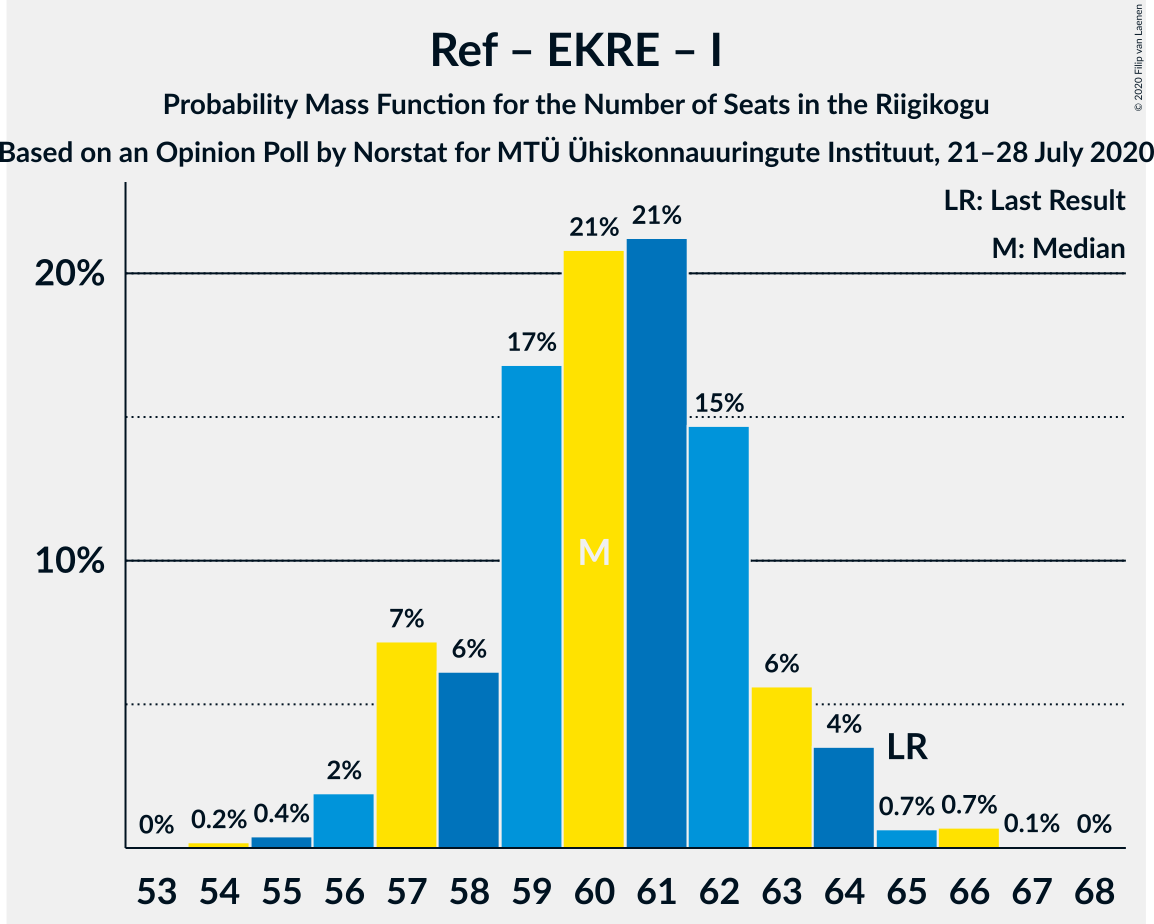 Ref – EKRE – I
Probability Mass Function for the Number of Seats in the Riigikogu
Based on an Opinion Poll by Norstat for MTÜ Ühiskonnauuringute Instituut, 21–28 July 2020
© 2020 Filip van Laenen
LR: Last Result
M: Median
20%
10%
0%
0.2%
0.4%
2%
7%
6%
17%
21%
21%
15%
6%
4%
0.7%
0.7%
0.1%
0%
M
LR
53 54 55 56 57 58 59 60 61 62 63 64 65 66 67 68